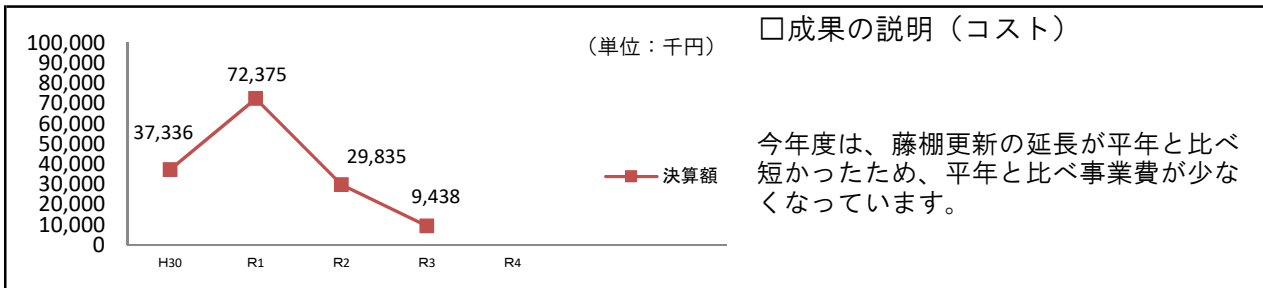 100,000
90,000
80,000
70,000
60,000
50,000
40,000
30,000
20,000
10,000
0
(単位：千円)
37,336
72,375
29,835
9,438
決算額
H30
R1
R2
R3
R4
□成果の説明（コスト）
今年度は、藤棚更新の延長が平年と比べ
短かったため、平年と比べ事業費が少な
くなっています。